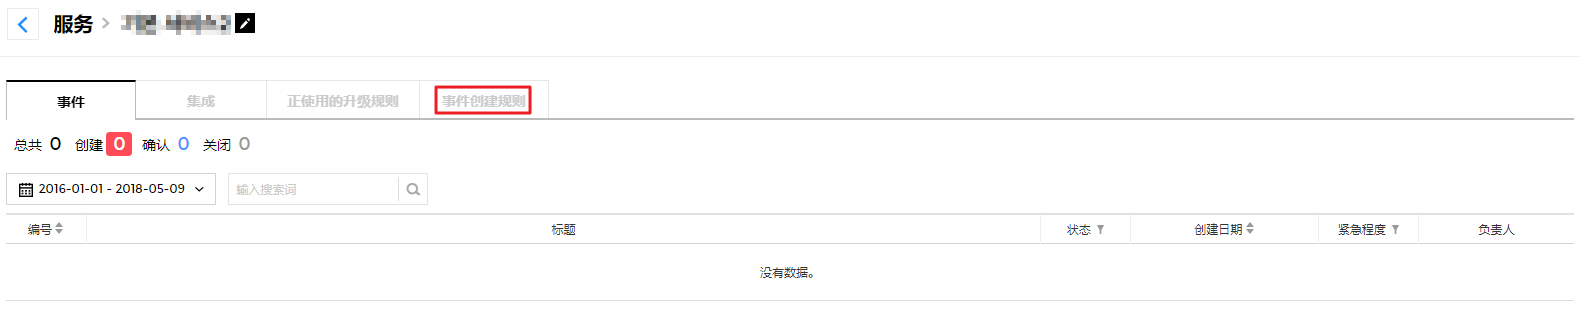 服务 >
事件 集成 正使用的升级规则 事件创建规则
总共 0 创建 0 确认 0 关闭 0
2016-01-01 - 2018-05-09 输入搜索词
编号 标题 状态 创建日期 紧急程度 负责人
没有数据。